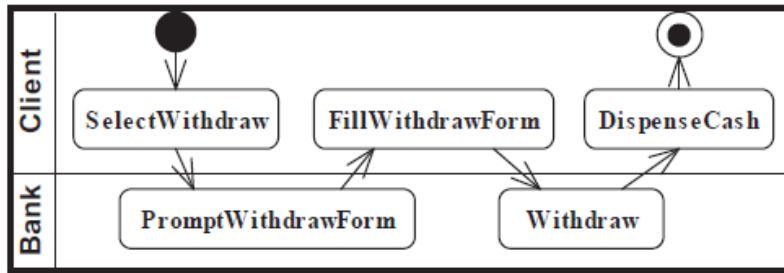 Client
SelectWithdraw
FillWithdrawForm
DispenseCash
Bank
PromptWithdrawForm
Withdraw